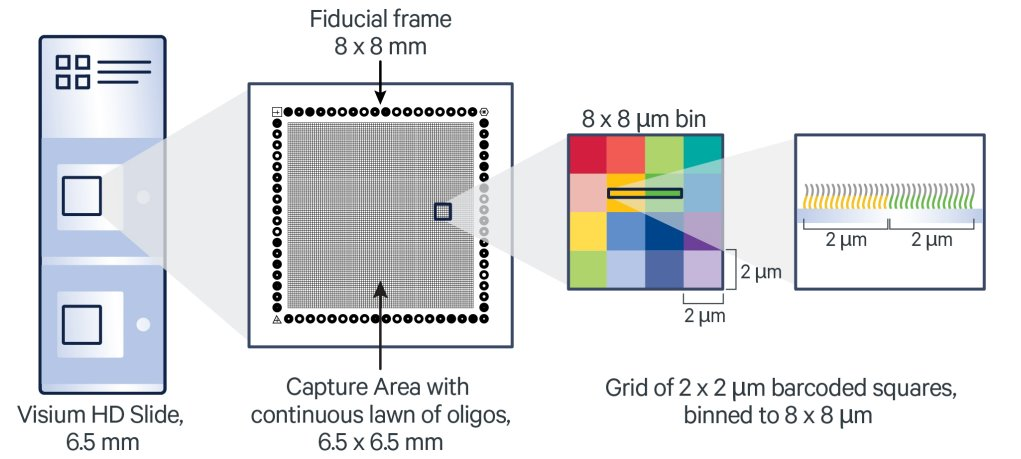 Fiducial frame
8 x 8 mm
8 x 8 µm bin
2 µm
2 µm
2 µm
2 µm
Visium HD Slide,
6.5 mm
Capture Area with
continuous lawn of oligos,
6.5 x 6.5 mm
Grid of 2 x 2 µm barcoded squares,
binned to 8 x 8 µm